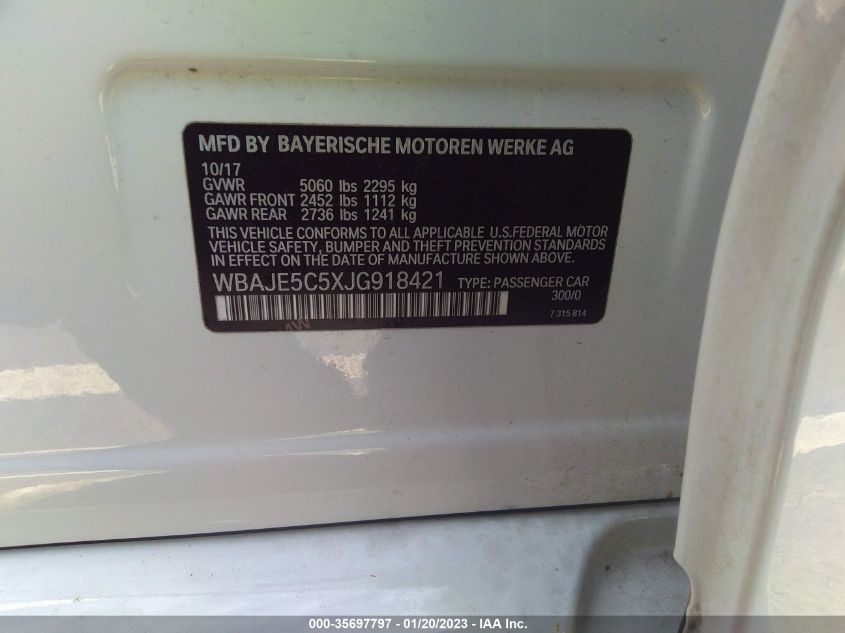 MFD BY BAYERISCHE MOTOREN WERKE AG
10/17
GVWR 5060 lbs 2295 kg
GAWR FRONT 2452 lbs 1112 kg
GAWR REAR 2736 lbs 1241 kg
THIS VEHICLE CONFORMS TO ALL APPLICABLE U.S.FEDERAL MOTOR
VEHICLE SAFETY, BUMPER AND THEFT PREVENTION STANDARDS
IN EFFECT ON THE DATE OF MANUFACTURE SHOWN ABOVE.
WBAJE5C5XJG918421 TYPE: PASSENGER CAR
300/0
7 315 814
000-35697797 - 01/20/2023 - IAA Inc.